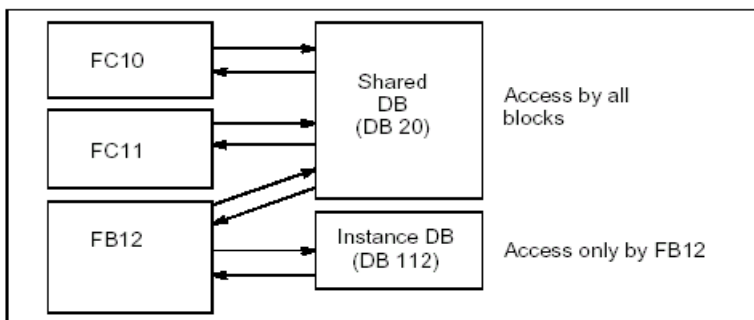 FC10
FC11
FB12
Shared
DB
(DB 20)
Instance DB
(DB 112)
Access by all
blocks
Access only by FB12